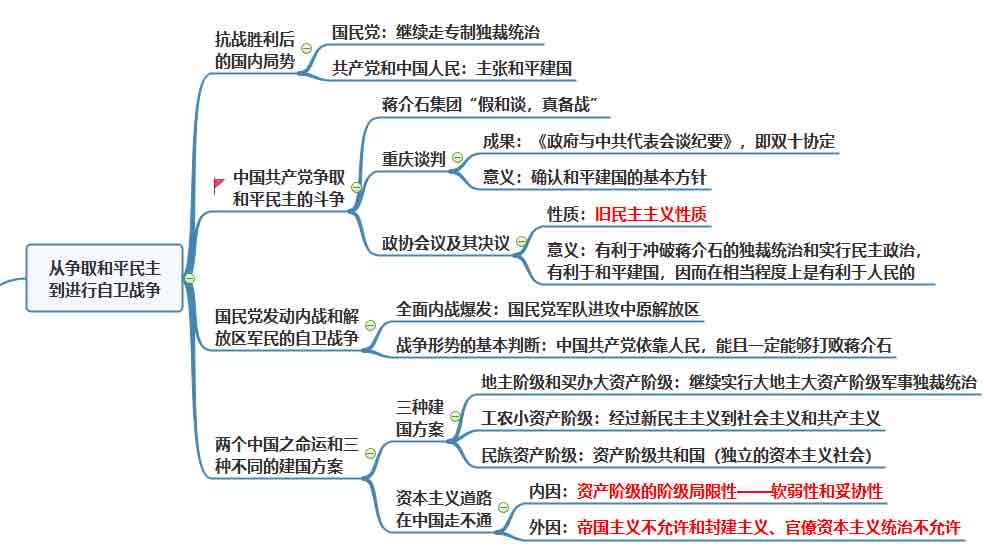 从争取和平民主
到进行自卫战争
抗战胜利后
的国内局势
国民党：继续走专制独裁统治
共产党和中国人民：主张和平建国
中国共产党争取
和平民主的斗争
蒋介石集团“假和谈，真备战”
重庆谈判
成果：《政府与中共代表会谈纪要》，即双十协定
意义：确认和平建国的基本方针
政协会议及其决议
性质：旧民主主义性质
意义：有利于冲破蒋介石的独裁统治和实行民主政治，
有利于和平建国，因而在相当程度上是有利于人民的
国民党发动内战和解
放区军民的自卫战争
全面内战爆发：国民党军队进攻中原解放区
战争形势的基本判断：中国共产党依靠人民，能且一定能够打败蒋介石
两个中国之命运和三
种不同的建国方案
三种建
国方案
地主阶级和买办大资产阶级：继续实行大地主大资产阶级军事独裁统治
工农小资产阶级：经过新民主主义到社会主义和共产主义
民族资产阶级：资产阶级共和国（独立的资本主义社会）
资本主义道路
在中国走不通
内因：资产阶级的阶级局限性——软弱性和妥协性
外因：帝国主义不允许和封建主义、官僚资本主义统治不允许